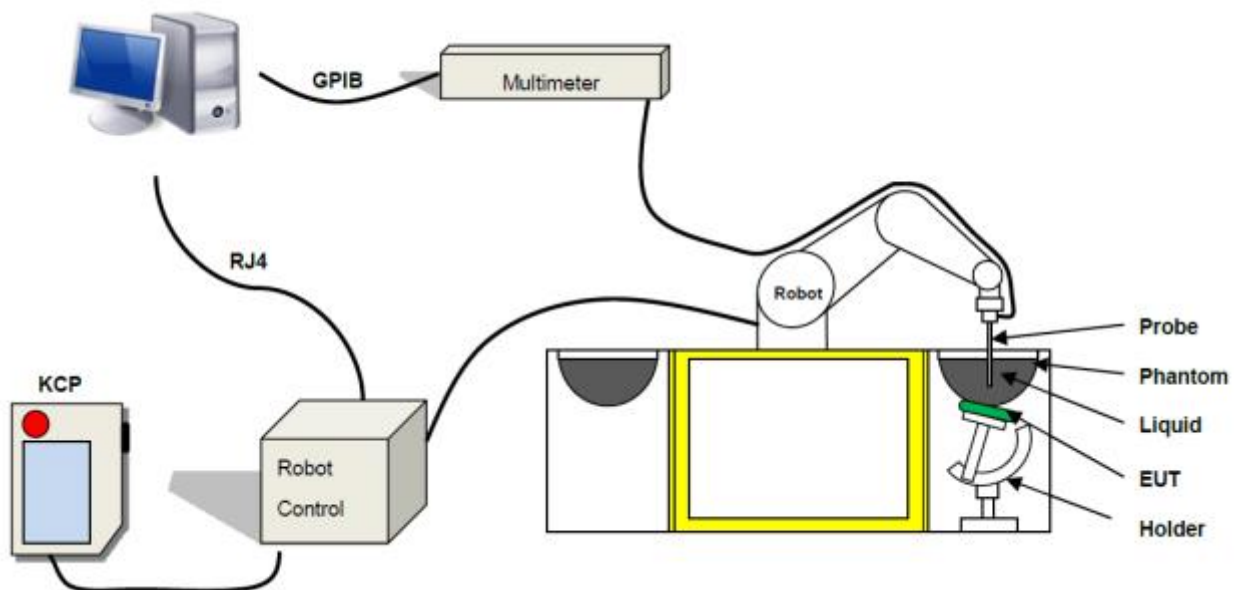 GPIB
Multimeter
RJ4
Robot
Probe
Phantom
Liquid
EUT
Holder
KCP
Robot
Control